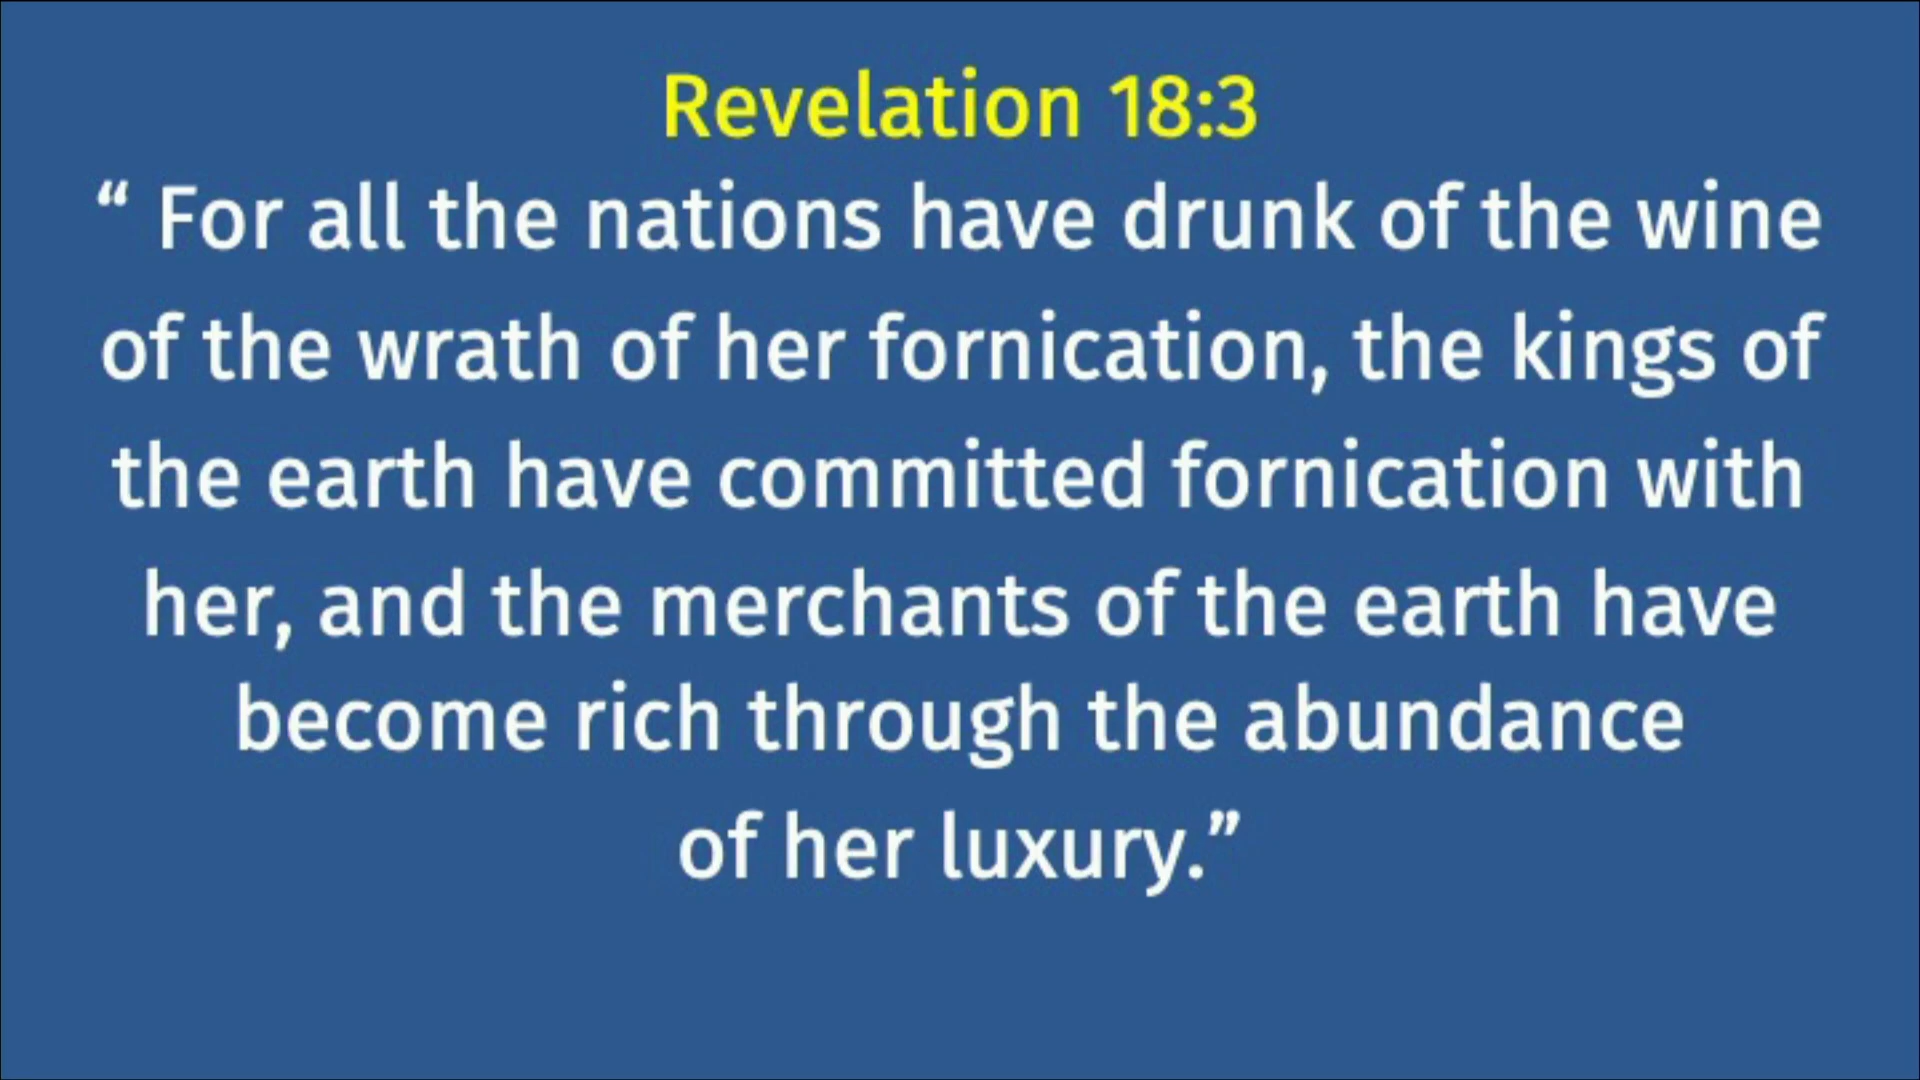 Revelation 18:3
“ For all the nations have drunk of the wine
of the wrath of her fornication, the kings of
the earth have committed fornication with
her, and the merchants of the earth have
become rich through the abundance
of her luxury.”